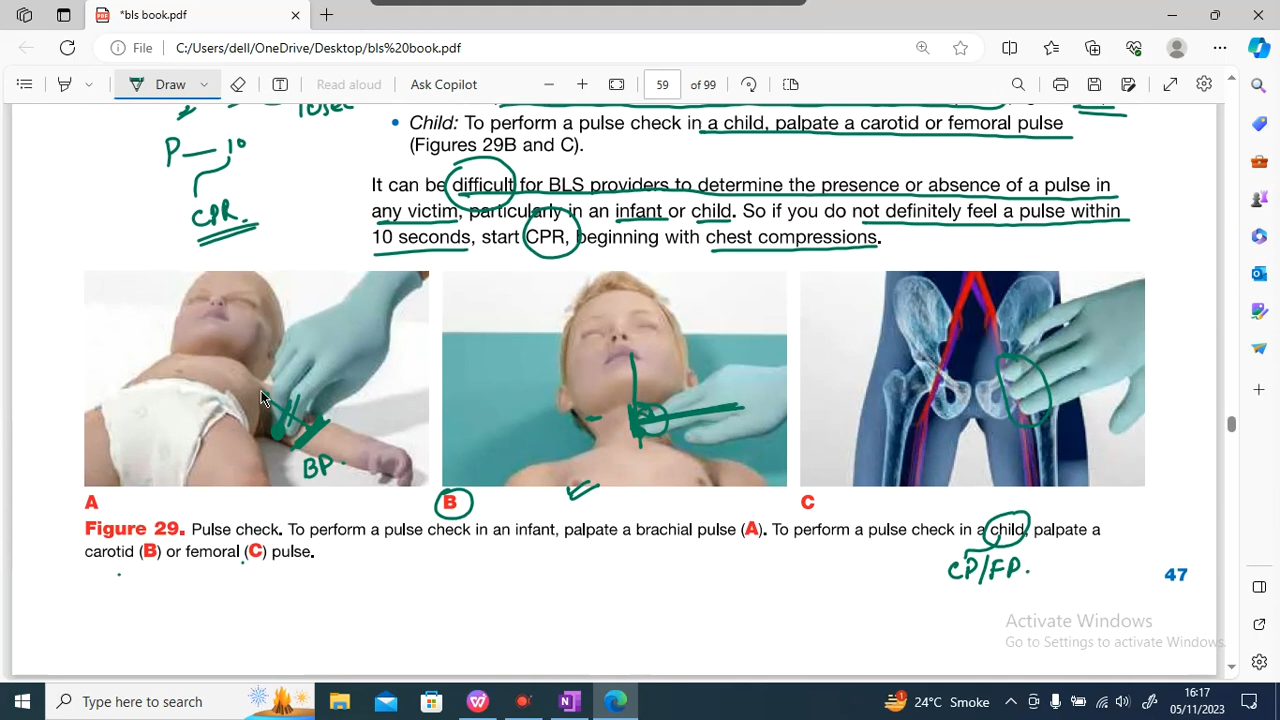 *bls book.pdf
File
C:/Users/dell/OneDrive/Desktop/bls%20book.pdf
Draw
Read aloud
Ask Copilot
59
of 99
10sec
• Child: To perform a pulse check in a child, palpate a carotid or femoral pulse
(Figures 29B and C).
P — 10
CPR.
It can be difficult for BLS providers to determine the presence or absence of a pulse in
any victim, particularly in an infant or child. So if you do not definitely feel a pulse within
10 seconds, start CPR, beginning with chest compressions.
BP.
A
B
C
Figure 29. Pulse check. To perform a pulse check in an infant, palpate a brachial pulse (A). To perform a pulse check in a child, palpate a
carotid (B) or femoral (C) pulse.
CP/FP.
47
Activate Windows
Go to Settings to activate Windows.
Type here to search
24°C Smoke
16:17
05/11/2023